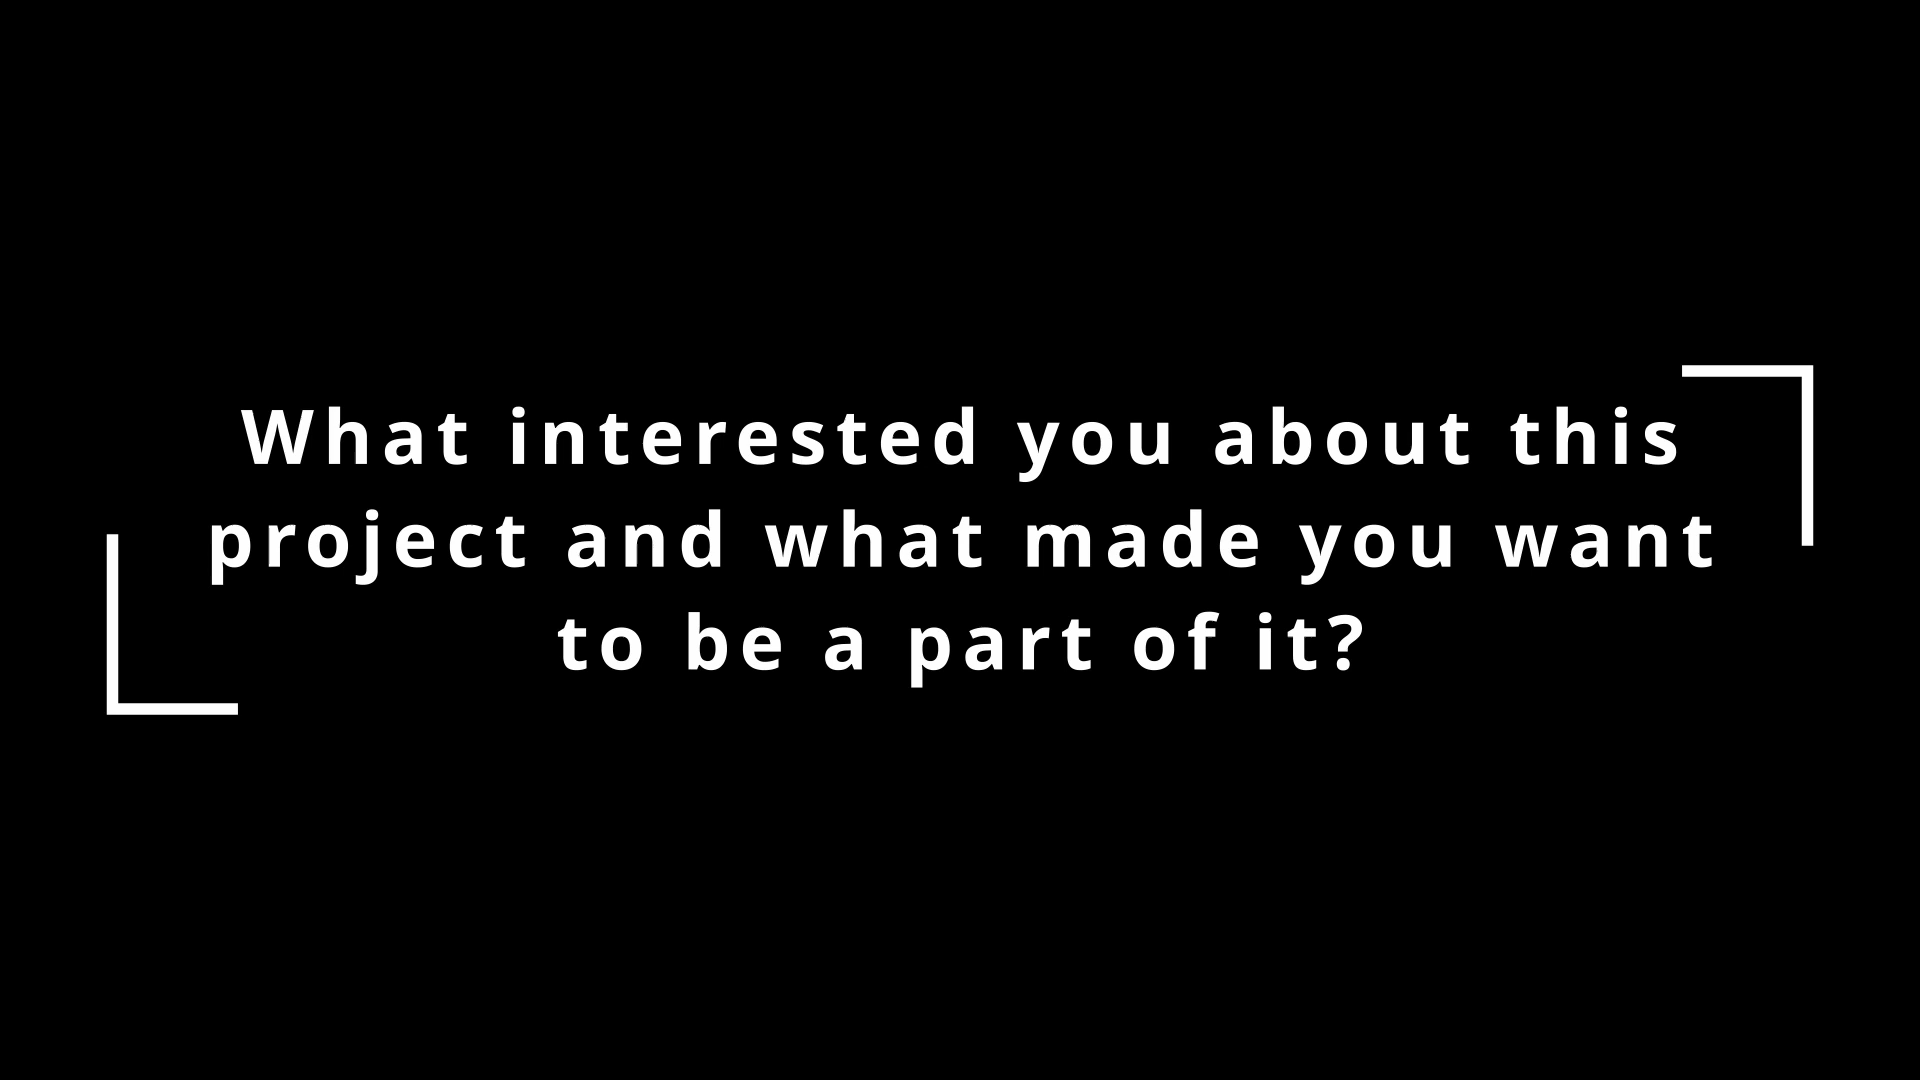 What interested you about this
project and what made you want
to be a part of it?